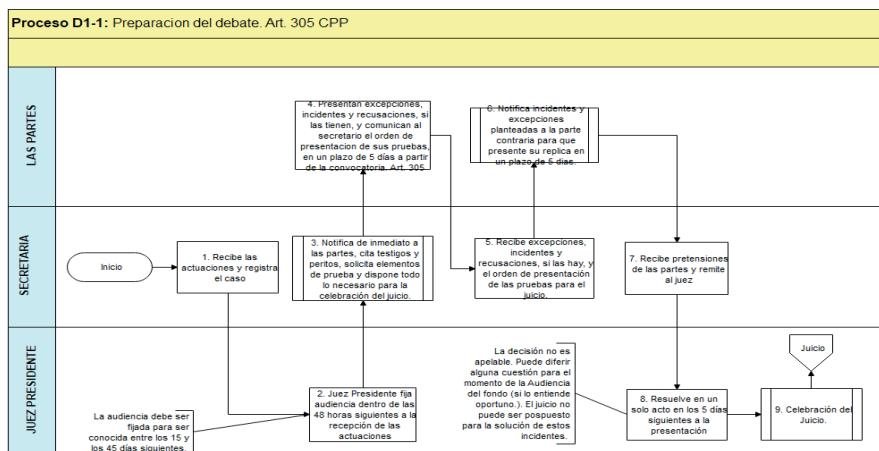 Proceso D1-1: Preparacion del debate. Art. 305 CPP
LAS PARTES
4. Presentan excepciones,
incidentes y recusaciones, si
las tienen, y comunican al
secretario el orden de
presentacion de sus pruebas,
en un plazo de 5 días a partir
de la convocatoria. Art. 305
6. Notifica incidentes y
excepciones
planteadas a la parte
contraria para que
presente su replica en
un plazo de 5 dias.
SECRETARIA
Inicio
1. Recibe las
actuaciones y registra
el caso
3. Notifica de inmediato a
las partes, cita testigos y
peritos, solicita elementos
de prueba y dispone todo
lo necesario para la
celebración del juicio.
5. Recibe excepciones,
incidentes y
recusaciones, si las hay, y
el orden de presentación
de las pruebas para el
juicio.
7. Recibe pretensiones
de las partes y remite
al juez
JUEZ PRESIDENTE
La audiencia debe ser
fijada para ser
conocida entre los 15 y
los 45 días siguientes.
2. Juez Presidente fija
audiencia dentro de las
48 horas siguientes a la
recepción de las
actuaciones
La decisión no es
apelable. Puede diferir
alguna cuestión para el
momento de la Audiencia
del fondo (si lo entiende
oportuno.). El juicio no
puede ser pospuesto
para la solución de estos
incidentes.
8. Resuelve en un
solo acto en los 5 días
siguientes a la
presentación
Juicio
9. Celebración del
Juicio.